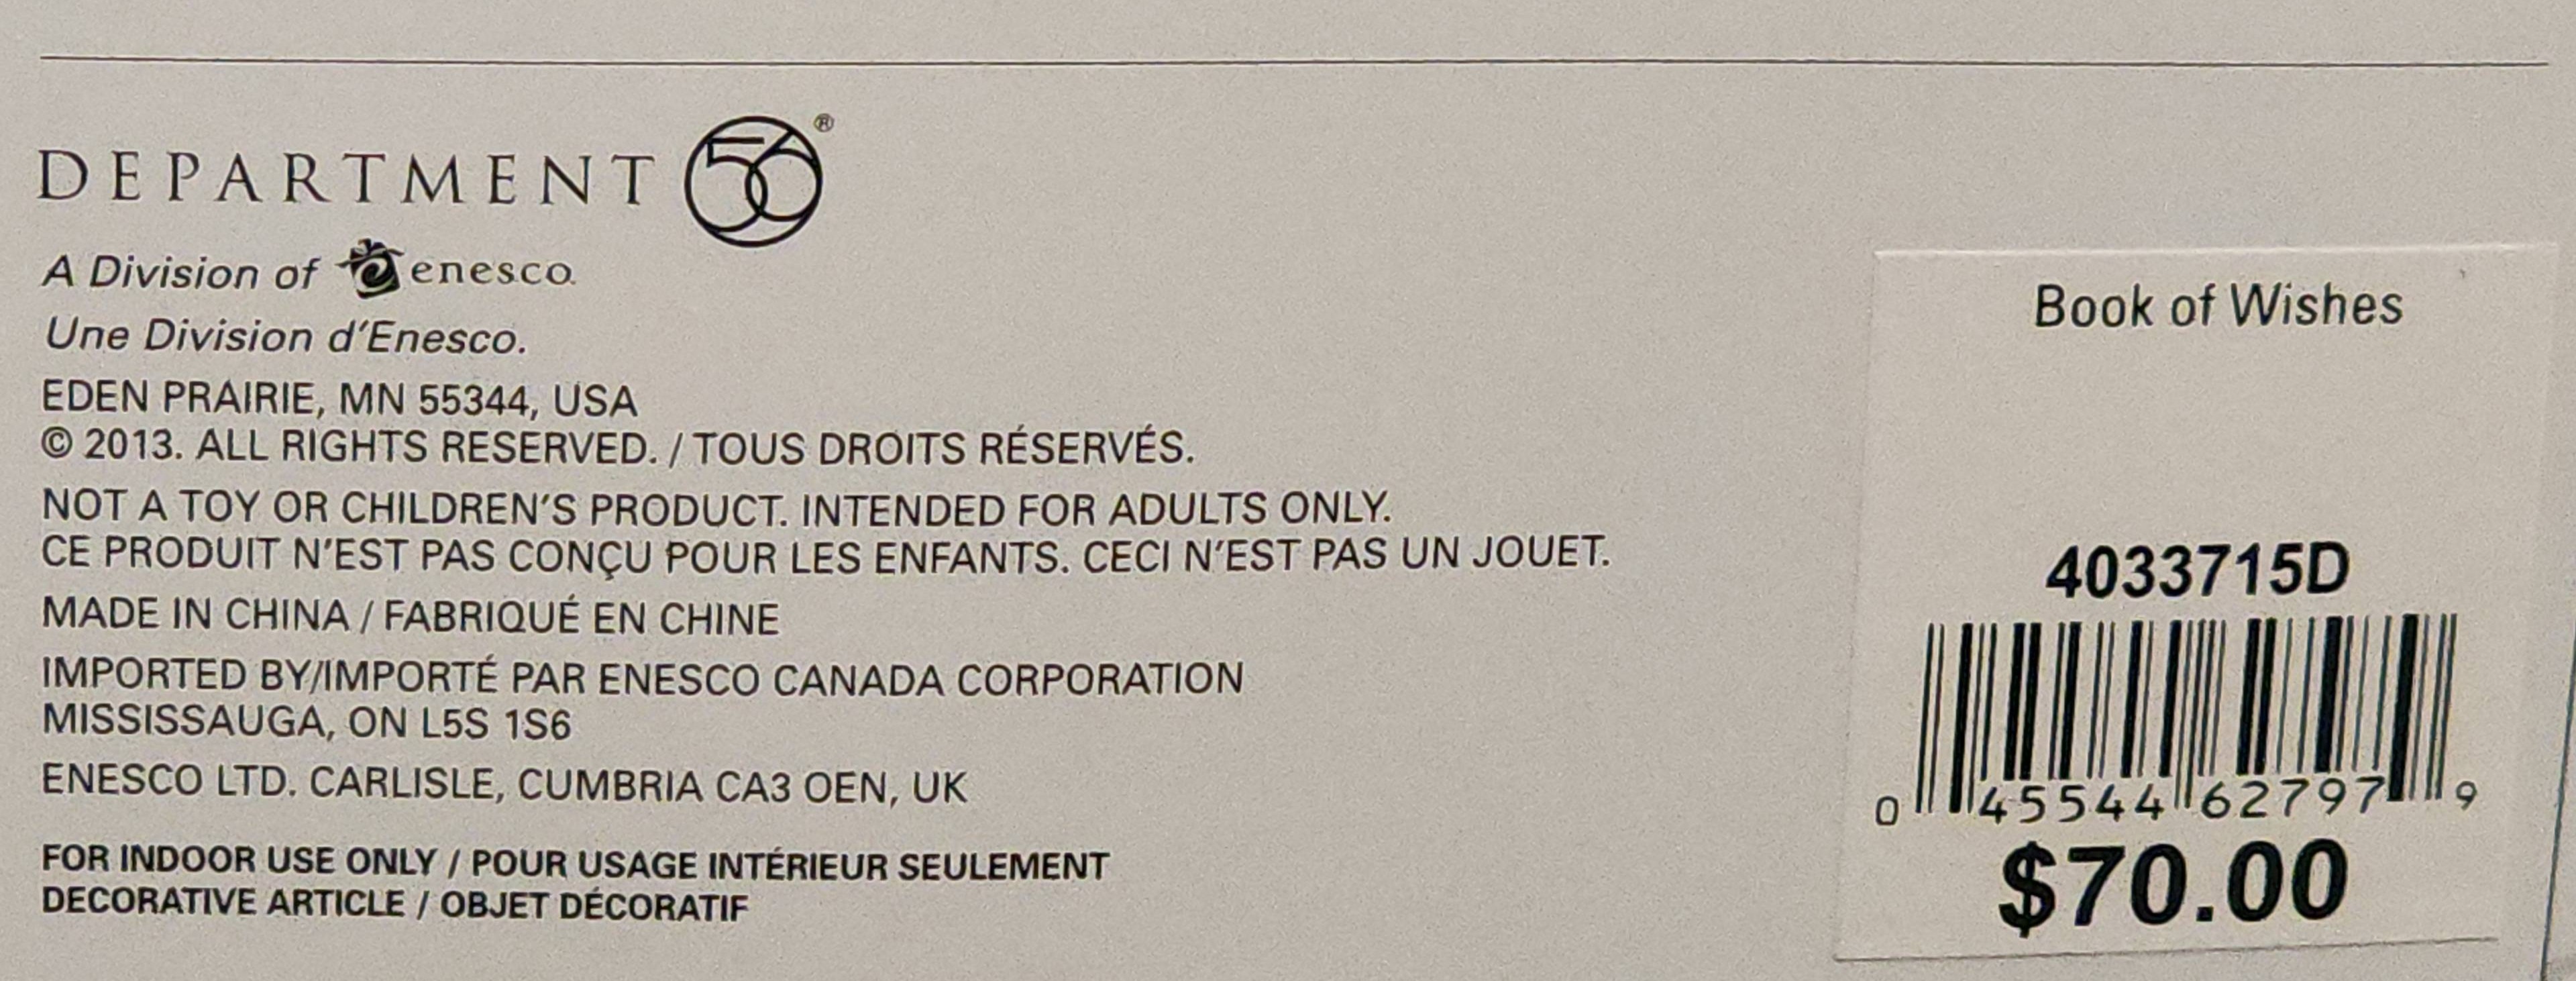 DEPARTMENT 56®
A Division of enesco.
Une Division d'Enesco.
EDEN PRAIRIE, MN 55344, USA
© 2013. ALL RIGHTS RESERVED. / TOUS DROITS RÉSERVÉS.
NOT A TOY OR CHILDREN'S PRODUCT. INTENDED FOR ADULTS ONLY.
CE PRODUIT N'EST PAS CONÇU POUR LES ENFANTS. CECI N'EST PAS UN JOUET.
MADE IN CHINA / FABRIQUÉ EN CHINE
IMPORTED BY/IMPORTÉ PAR ENESCO CANADA CORPORATION
MISSISSAUGA, ON L5S 1S6
ENESCO LTD. CARLISLE, CUMBRIA CA3 OEN, UK
FOR INDOOR USE ONLY / POUR USAGE INTÉRIEUR SEULEMENT
DECORATIVE ARTICLE / OBJET DÉCORATIF
Book of Wishes
4033715D
0 45544 62797 9
$70.00